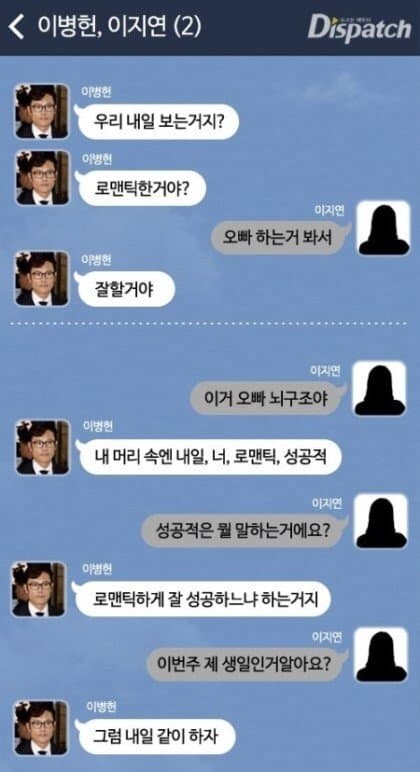 이병헌, 이지연 (2)
Dispatch
이병헌
우리 내일 보는거지?
이병헌
로맨틱한거야?
이지연
오빠 하는거 봐서
이병헌
잘할거야
이지연
이거 오빠 뇌구조야
이병헌
내 머리 속엔 내일, 너, 로맨틱, 성공적
이지연
성공적은 뭘 말하는거에요?
이병헌
로맨틱하게 잘 성공하느냐 하는거지
이지연
이번주 제 생일인거알아요?
이병헌
그럼 내일 같이 하자